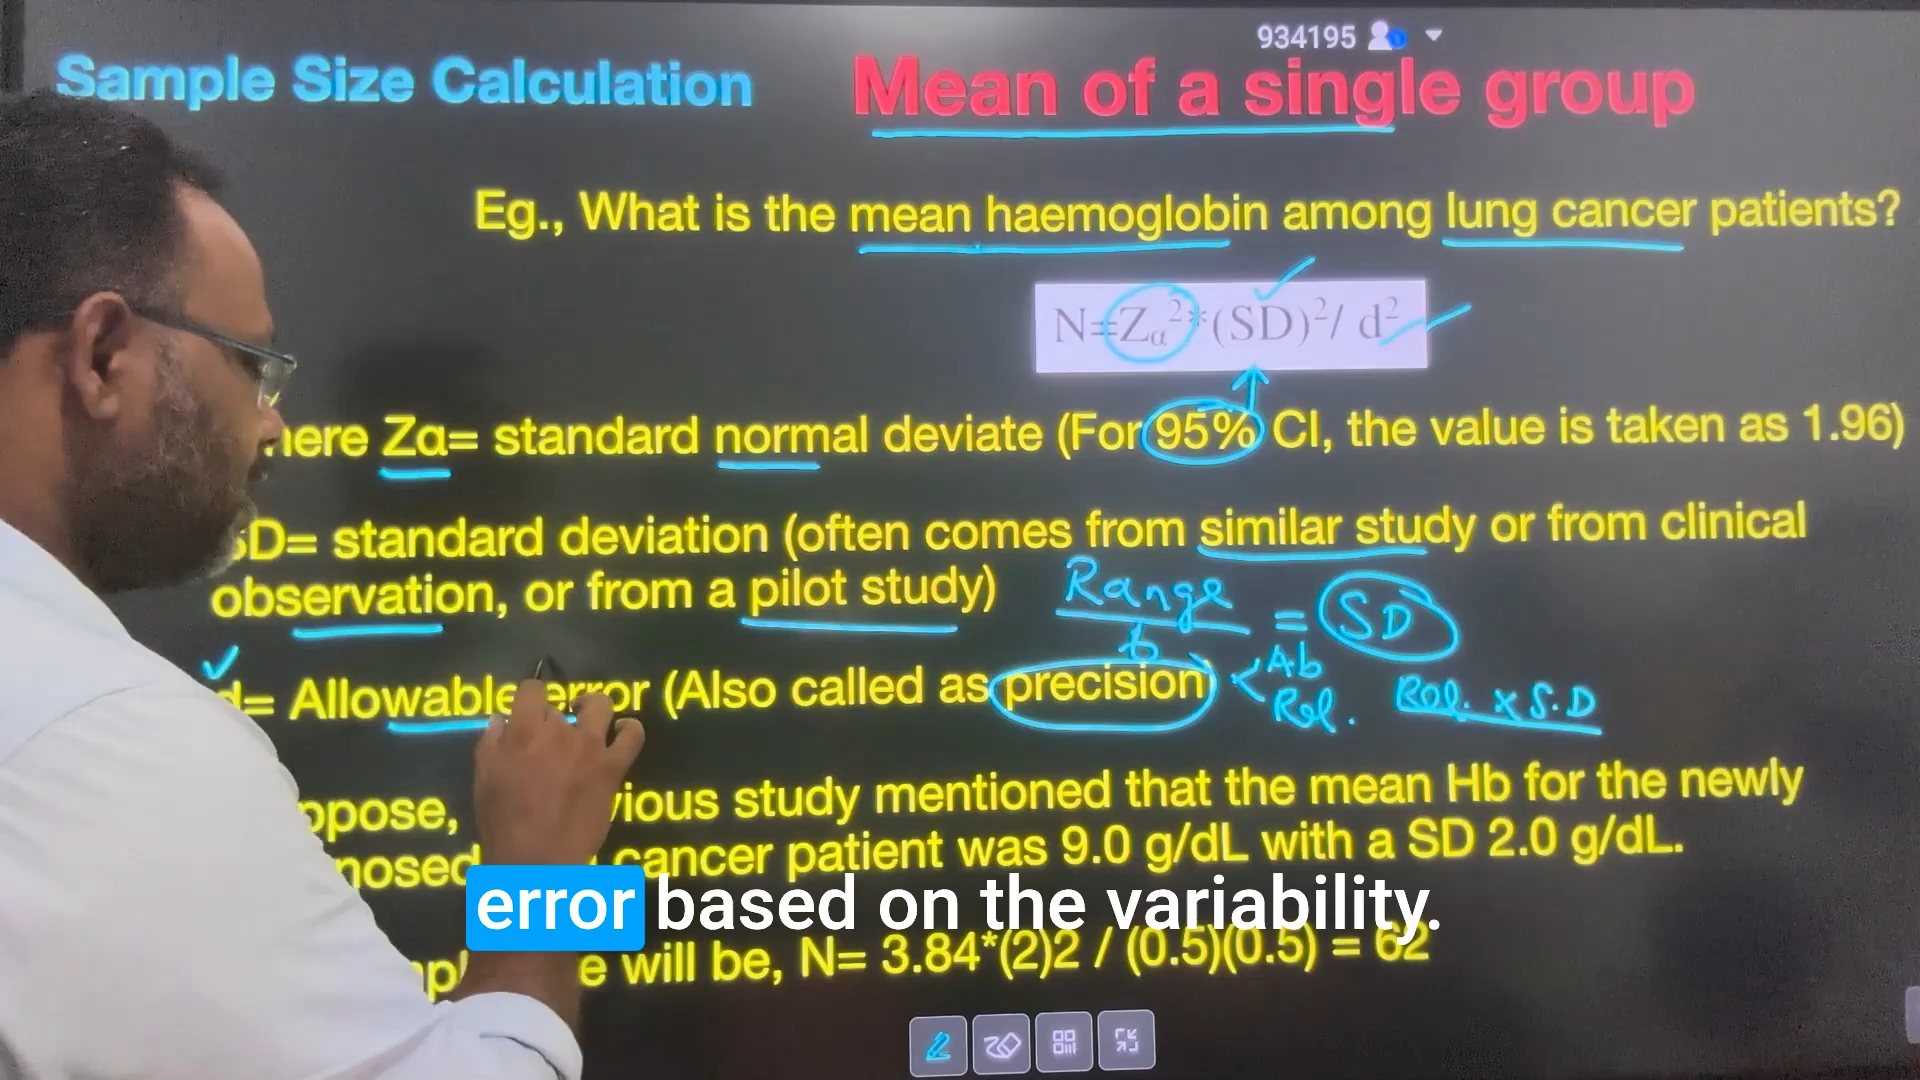 934195
Sample Size Calculation
Mean of a single group
Eg., What is the mean haemoglobin among lung cancer patients?
N=Zα²*(SD)²/ d²
here Zα= standard normal deviate (For 95% CI, the value is taken as 1.96)
SD= standard deviation (often comes from similar study or from clinical
observation, or from a pilot study)
Range
6
= SD
d= Allowable error (Also called as precision)
Ab
Rel.
Rel. x S.D
ppose, vious study mentioned that the mean Hb for the newly
nosed cancer patient was 9.0 g/dL with a SD 2.0 g/dL.
error based on the variability.
e will be, N= 3.84*(2)2 / (0.5)(0.5) = 62